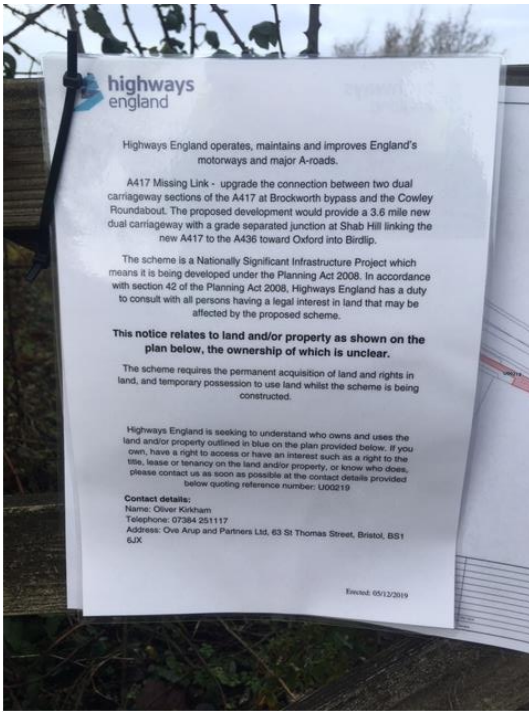 highways
england
Highways England operates, maintains and improves England's
motorways and major A-roads.
A417 Missing Link - upgrade the connection between two dual
carriageway sections of the A417 at Brockworth bypass and the Cowley
Roundabout. The proposed development would provide a 3.6 mile new
dual carriageway with a grade separated junction at Shab Hill linking the
new A417 to the A436 toward Oxford into Birdlip.
The scheme is a Nationally Significant Infrastructure Project which
means it is being developed under the Planning Act 2008. In accordance
with section 42 of the Planning Act 2008, Highways England has a duty
to consult with all persons having a legal interest in land that may be
affected by the proposed scheme.
This notice relates to land and/or property as shown on the
plan below, the ownership of which is unclear.
The scheme requires the permanent acquisition of land and rights in
land, and temporary possession to use land whilst the scheme is being
constructed.
Highways England is seeking to understand who owns and uses the
land and/or property outlined in blue on the plan provided below. If you
own, have a right to access or have an interest such as a right to the
title, lease or tenancy on the land and/or property, or know who does,
please contact us as soon as possible at the contact details provided
below quoting reference number: U00219
Contact details:
Name: Oliver Kirkham
Telephone: 07384 251117
Address: Ove Arup and Partners Ltd, 63 St Thomas Street, Bristol, BS1
6JX
Erected: 05/12/2019